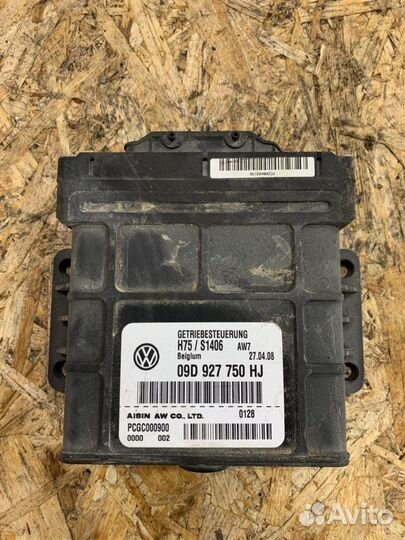 GETRIEBESTEUERUNG
H75 / S1406 AW7
Belgium 27.04.08
09D 927 750 HJ
AISIN AW CO., LTD. 0128
PCGC000900
0000 002
Avito